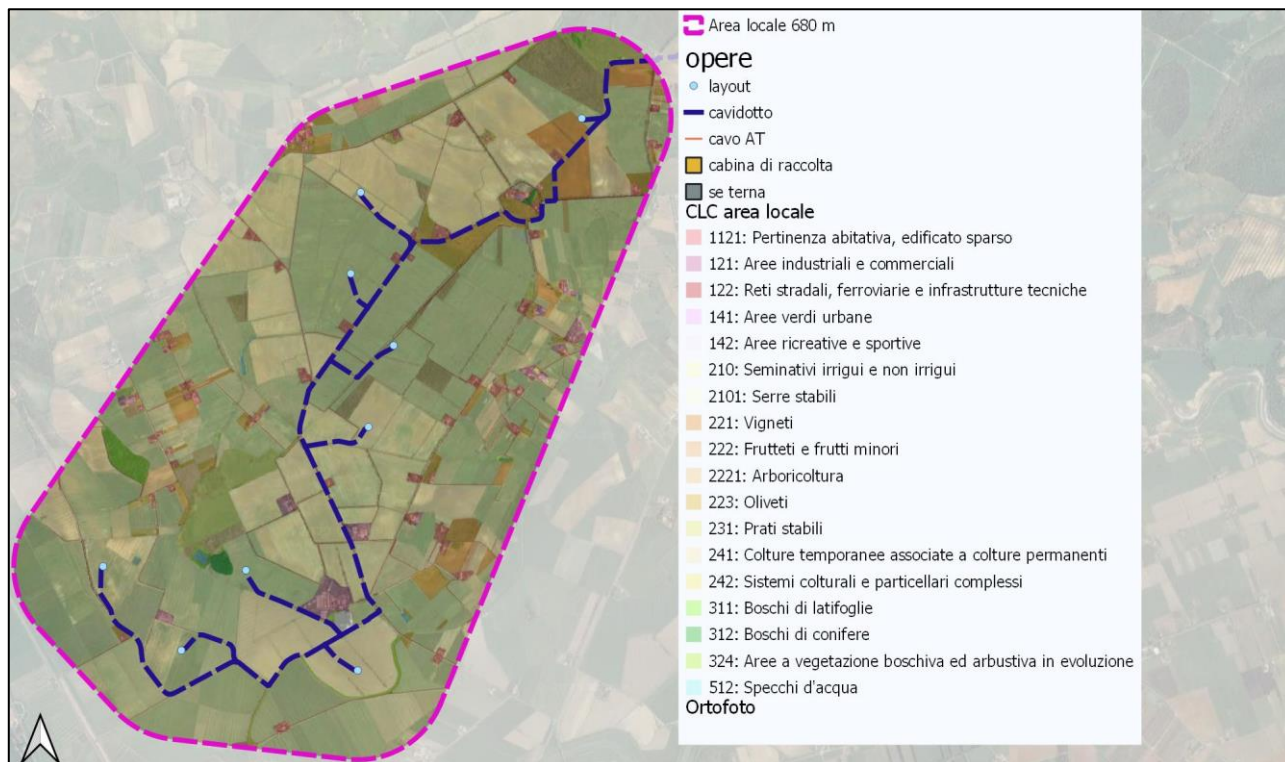 Area locale 680 m
opere
layout
cavidotto
cavo AT
cabina di raccolta
se terna
CLC area locale
1121: Pertinenza abitativa, edificato sparso
121: Aree industriali e commerciali
122: Reti stradali, ferroviarie e infrastrutture tecniche
141: Aree verdi urbane
142: Aree ricreative e sportive
210: Seminativi irrigui e non irrigui
2101: Serre stabili
221: Vigneti
222: Frutteti e frutti minori
2221: Arboricoltura
223: Oliveti
231: Prati stabili
241: Colture temporanee associate a colture permanenti
242: Sistemi colturali e particellari complessi
311: Boschi di latifoglie
312: Boschi di conifere
324: Aree a vegetazione boschiva ed arbustiva in evoluzione
512: Specchi d'acqua
Ortofoto